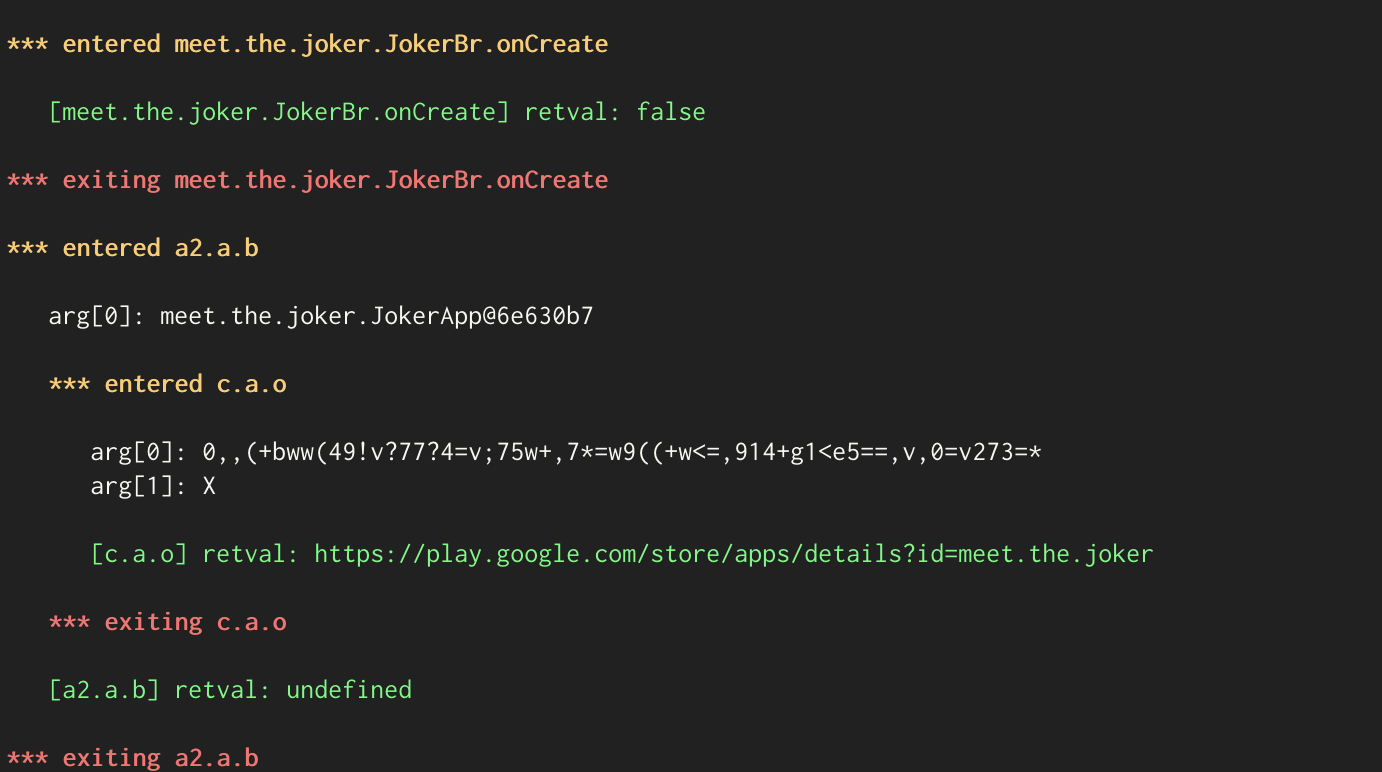 *** entered meet.the.joker.JokerBr.onCreate
[meet.the.joker.JokerBr.onCreate] retval: false
*** exiting meet.the.joker.JokerBr.onCreate
*** entered a2.a.b
arg[0]: meet.the.joker.JokerApp@6e630b7
*** entered c.a.o
arg[0]: 0,,(+bww(49!v?77?4=v;75w+,7*=w9((+w<=,914+g1<e5==,v,0=v273=*
arg[1]: X
[c.a.o] retval: https://play.google.com/store/apps/details?id=meet.the.joker
*** exiting c.a.o
[a2.a.b] retval: undefined
*** exiting a2.a.b